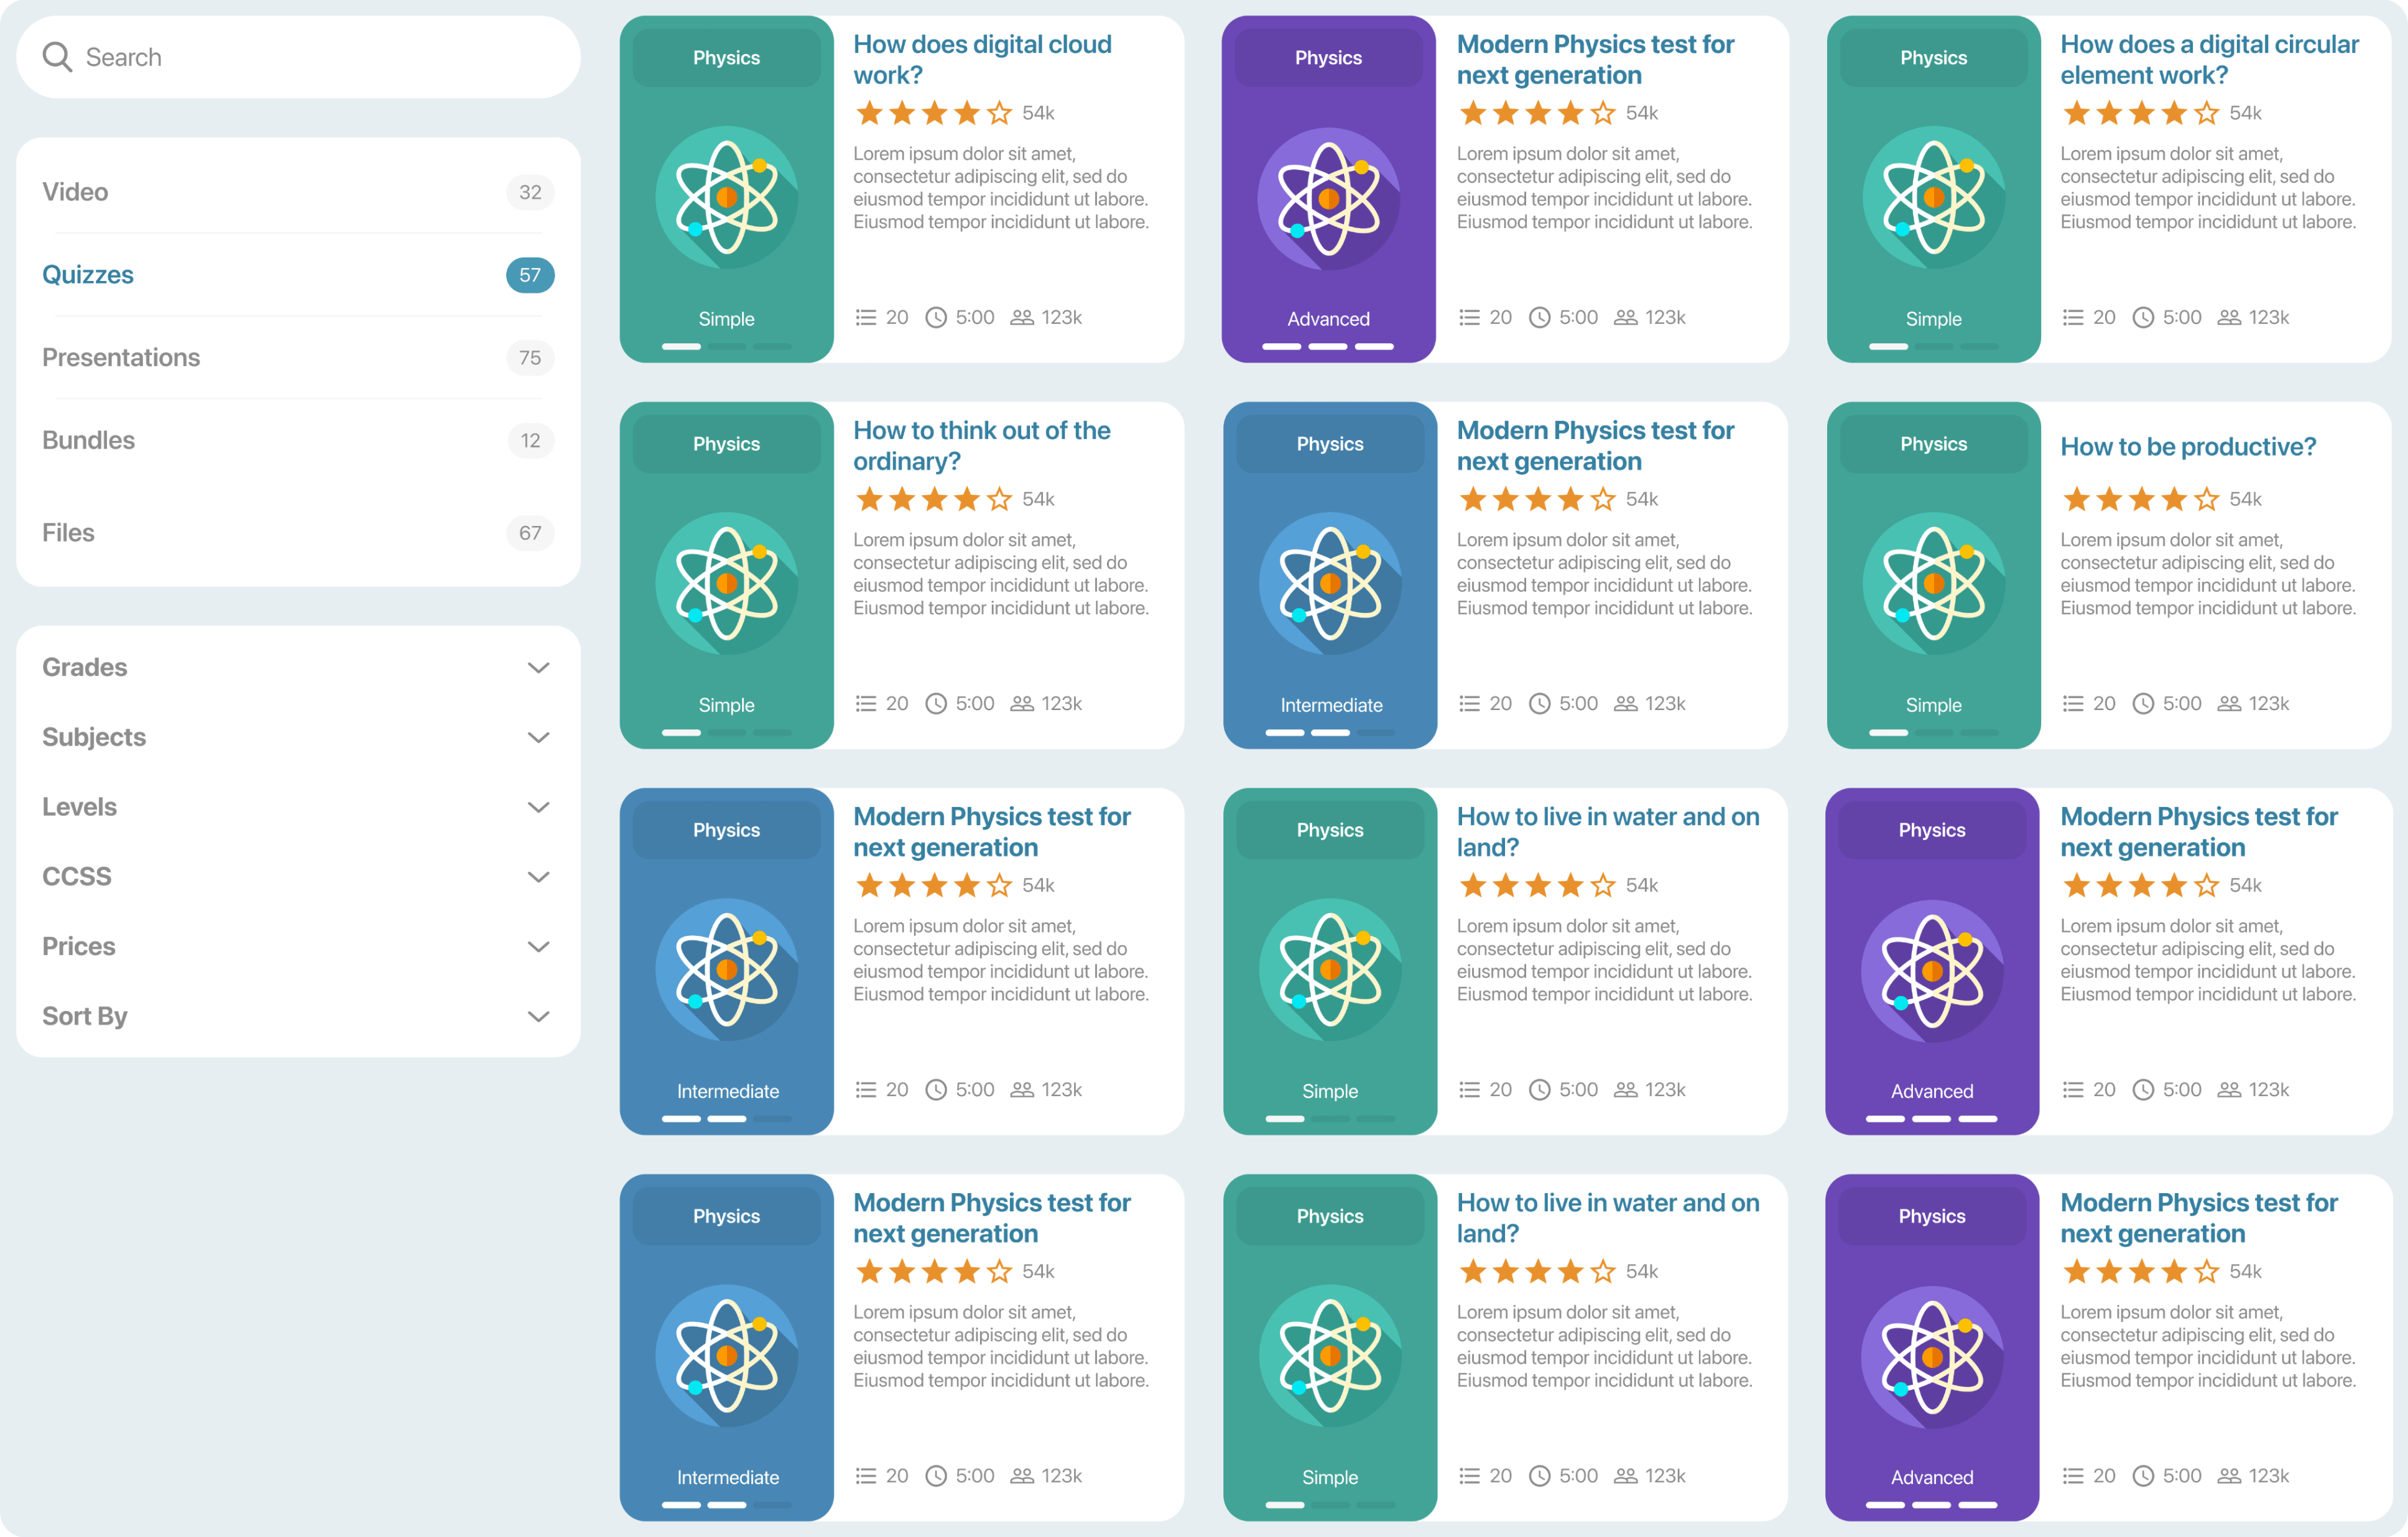 Search
Video
32
Quizzes
57
Presentations
75
Bundles
12
Files
67
Grades
Subjects
Levels
CCSS
Prices
Sort By
Physics
Simple
How does digital cloud
work?
54k
Lorem ipsum dolor sit amet,
consectetur adipiscing elit, sed do
eiusmod tempor incididunt ut labore.
Eiusmod tempor incididunt ut labore.
20 5:00 123k
Physics
Advanced
Modern Physics test for
next generation
54k
Lorem ipsum dolor sit amet,
consectetur adipiscing elit, sed do
eiusmod tempor incididunt ut labore.
Eiusmod tempor incididunt ut labore.
20 5:00 123k
Physics
Simple
How does a digital circular
element work?
54k
Lorem ipsum dolor sit amet,
consectetur adipiscing elit, sed do
eiusmod tempor incididunt ut labore.
Eiusmod tempor incididunt ut labore.
20 5:00 123k
Physics
Simple
How to think out of the
ordinary?
54k
Lorem ipsum dolor sit amet,
consectetur adipiscing elit, sed do
eiusmod tempor incididunt ut labore.
Eiusmod tempor incididunt ut labore.
20 5:00 123k
Physics
Intermediate
Modern Physics test for
next generation
54k
Lorem ipsum dolor sit amet,
consectetur adipiscing elit, sed do
eiusmod tempor incididunt ut labore.
Eiusmod tempor incididunt ut labore.
20 5:00 123k
Physics
Simple
How to be productive?
54k
Lorem ipsum dolor sit amet,
consectetur adipiscing elit, sed do
eiusmod tempor incididunt ut labore.
Eiusmod tempor incididunt ut labore.
20 5:00 123k
Physics
Intermediate
Modern Physics test for
next generation
54k
Lorem ipsum dolor sit amet,
consectetur adipiscing elit, sed do
eiusmod tempor incididunt ut labore.
Eiusmod tempor incididunt ut labore.
20 5:00 123k
Physics
Simple
How to live in water and on
land?
54k
Lorem ipsum dolor sit amet,
consectetur adipiscing elit, sed do
eiusmod tempor incididunt ut labore.
Eiusmod tempor incididunt ut labore.
20 5:00 123k
Physics
Advanced
Modern Physics test for
next generation
54k
Lorem ipsum dolor sit amet,
consectetur adipiscing elit, sed do
eiusmod tempor incididunt ut labore.
Eiusmod tempor incididunt ut labore.
20 5:00 123k
Physics
Intermediate
Modern Physics test for
next generation
54k
Lorem ipsum dolor sit amet,
consectetur adipiscing elit, sed do
eiusmod tempor incididunt ut labore.
Eiusmod tempor incididunt ut labore.
20 5:00 123k
Physics
Simple
How to live in water and on
land?
54k
Lorem ipsum dolor sit amet,
consectetur adipiscing elit, sed do
eiusmod tempor incididunt ut labore.
Eiusmod tempor incididunt ut labore.
20 5:00 123k
Physics
Advanced
Modern Physics test for
next generation
54k
Lorem ipsum dolor sit amet,
consectetur adipiscing elit, sed do
eiusmod tempor incididunt ut labore.
Eiusmod tempor incididunt ut labore.
20 5:00 123k